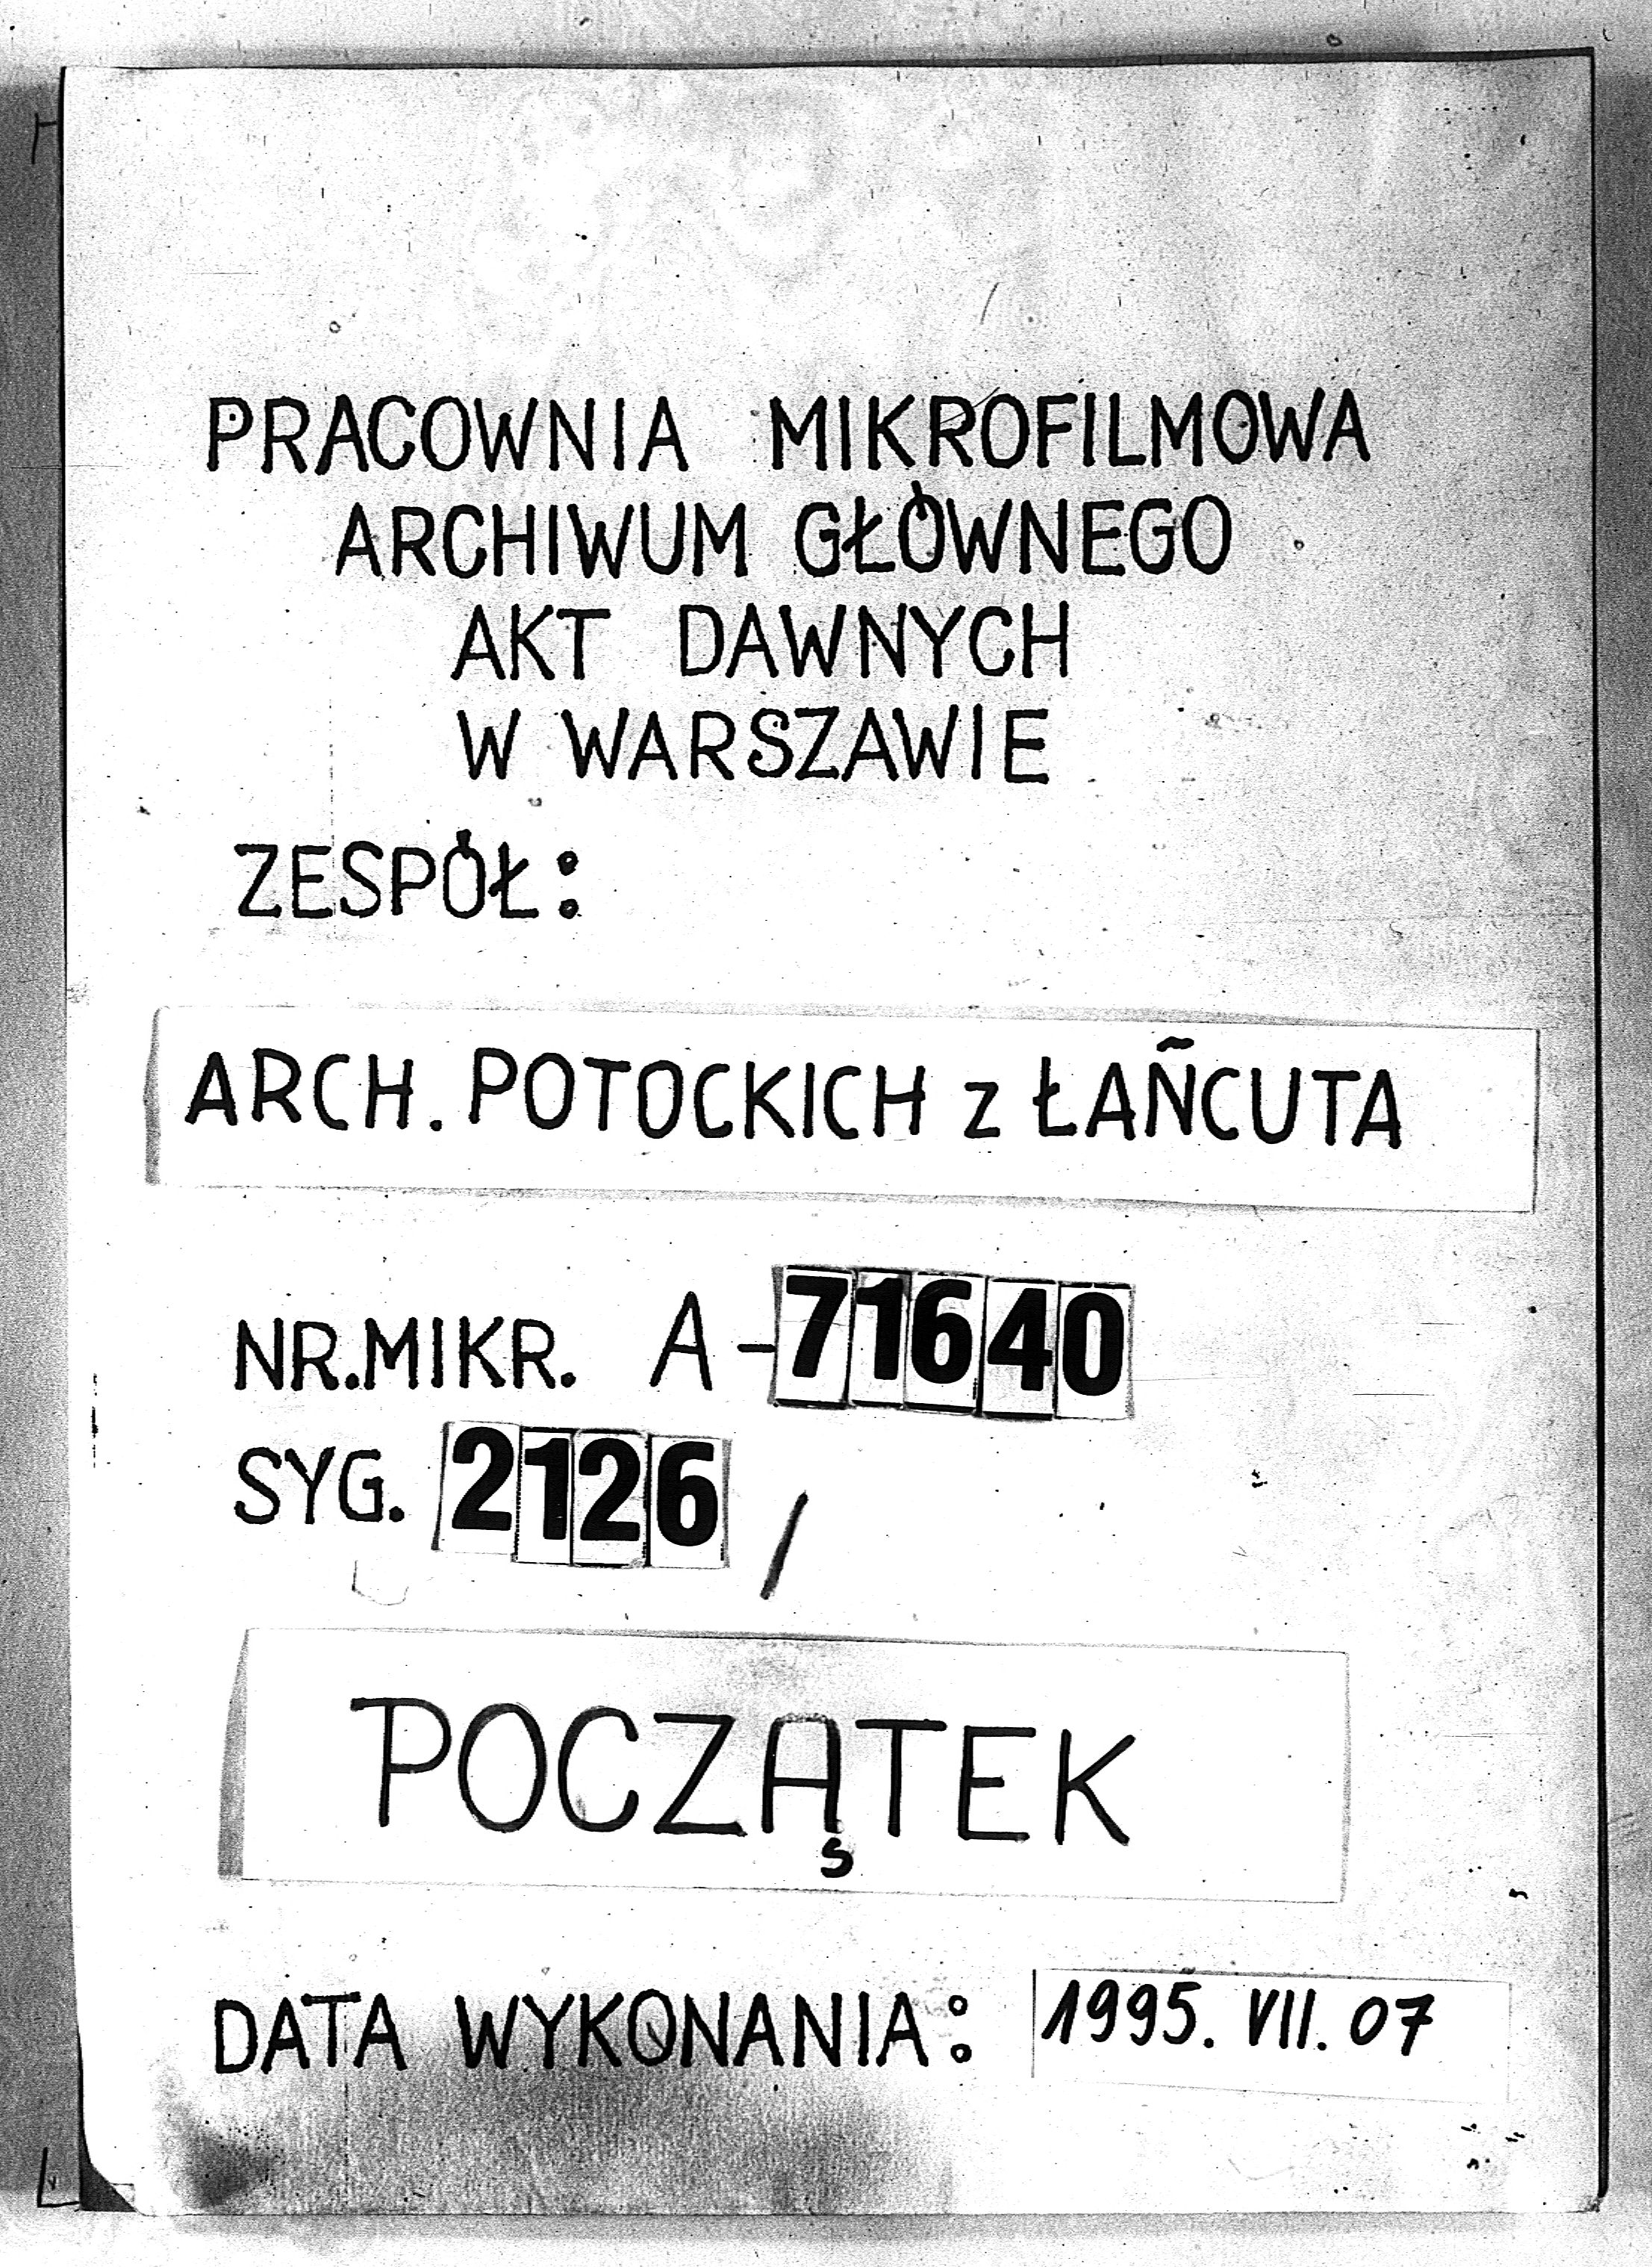 PRACOWNIA MIKROFILMOWA
ARCHIWUM GŁÓWNEGO
AKT DAWNYCH
W WARSZAWIE
ZESPÓŁ:
ARCH. POTOCKICH z ŁAŃCUTA
NR.MIKR. A-71640
SYG. 2126 /
POCZĄTEK
DATA WYKONANIA: 1995. VII. 07